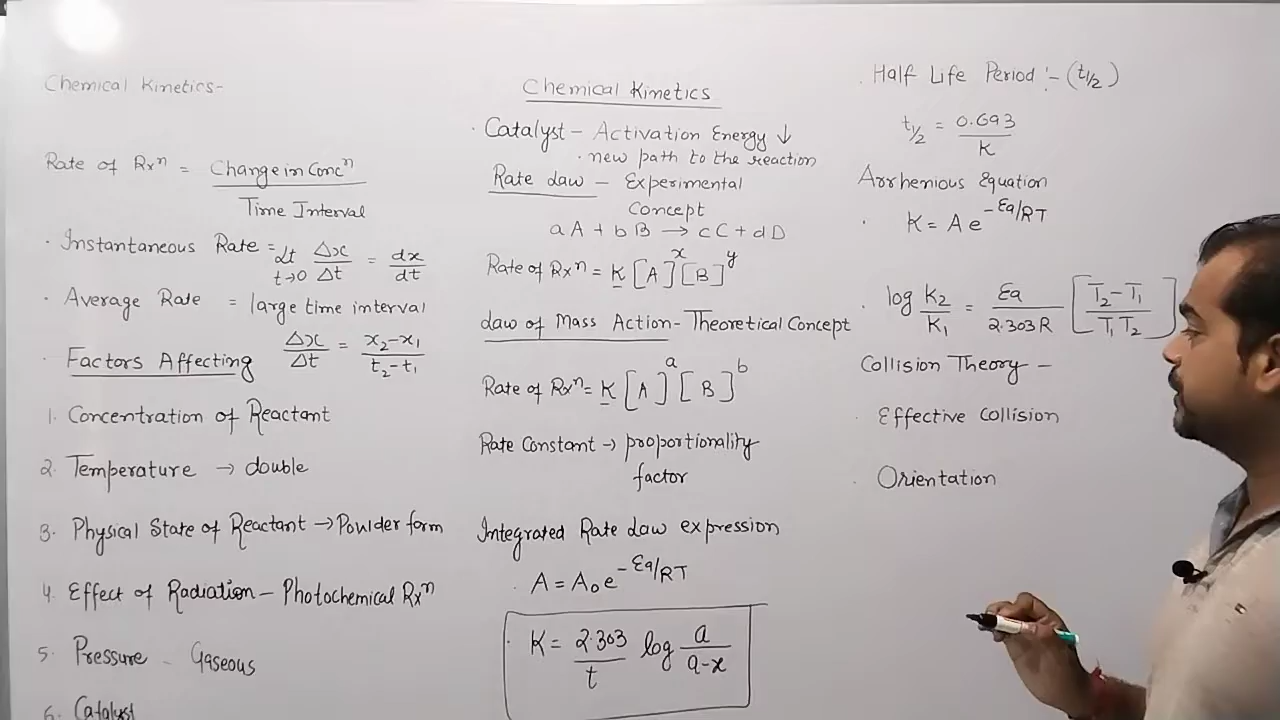 Chemical Kinetics-
Rate of Rxⁿ = Change in Concⁿ / Time Interval
· Instantaneous Rate = Lt t→0 Δx/Δt = dx/dt
· Average Rate = large time interval
Δx/Δt = x₂-x₁/t₂-t₁
· Factors Affecting
1. Concentration of Reactant
2. Temperature → double
3. Physical State of Reactant → Powder form
4. Effect of Radiation – Photochemical Rxⁿ
5. Pressure - Gaseous
6. Catalyst
Chemical Kinetics
· Catalyst – Activation Energy ↓
· new path to the reaction
Rate Law – Experimental
Concept
aA + bB → cC + dD
Rate of Rxⁿ = K [A]ˣ [B]ʸ
Law of Mass Action – Theoretical Concept
Rate of Rxⁿ = K [A]ᵃ [B]ᵇ
Rate Constant → proportionality
factor
Integrated Rate Law expression
· A = A₀e^-Ea/RT
· K = 2.303/t log a/a-x
· Half Life Period :- (t1/2)
t1/2 = 0.693/K
Arrhenious Equation
· K = Ae^-Ea/RT
· log K₂/K₁ = Ea/2.303R [T₂-T₁/T₁T₂]
Collision Theory –
· Effective Collision
· Orientation